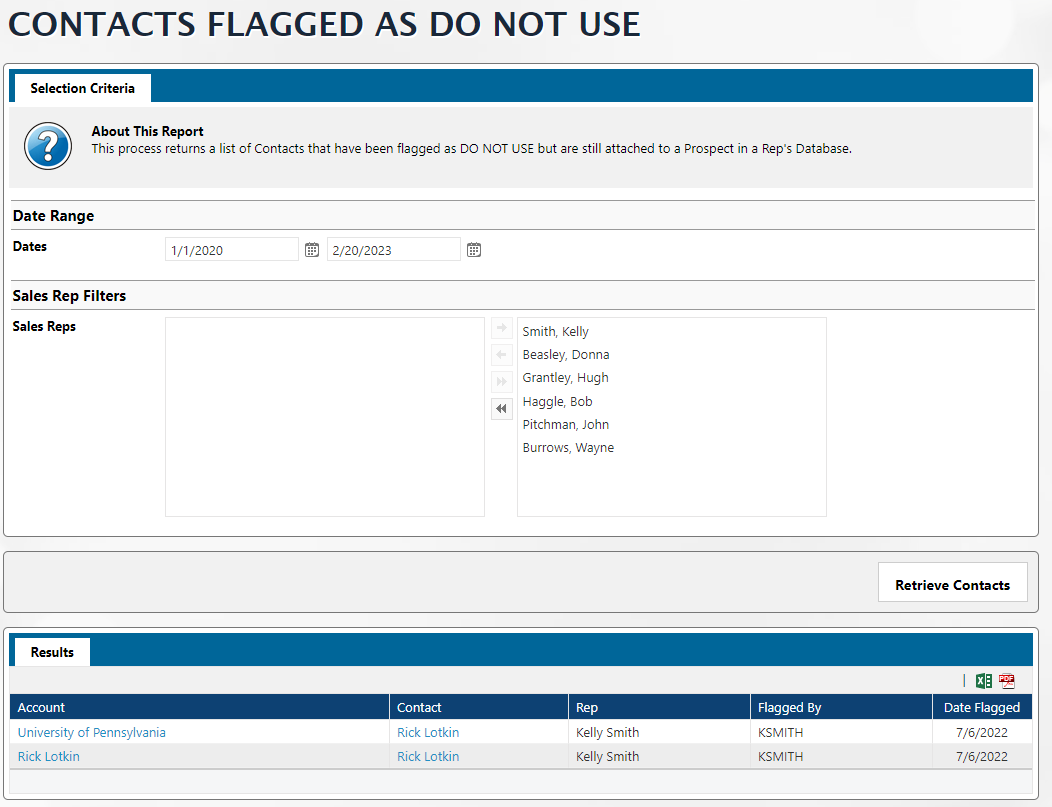 CONTACTS FLAGGED AS DO NOT USE
Selection Criteria
?
About This Report
This process returns a list of Contacts that have been flagged as DO NOT USE but are still attached to a Prospect in a Rep's Database.
Date Range
Dates 1/1/2020 2/20/2023
Sales Rep Filters
Sales Reps
Smith, Kelly
Beasley, Donna
Grantley, Hugh
Haggle, Bob
Pitchman, John
Burrows, Wayne
Retrieve Contacts
Results
PDF
Account Contact Rep Flagged By Date Flagged
University of Pennsylvania Rick Lotkin Kelly Smith KSMITH 7/6/2022
Rick Lotkin Rick Lotkin Kelly Smith KSMITH 7/6/2022